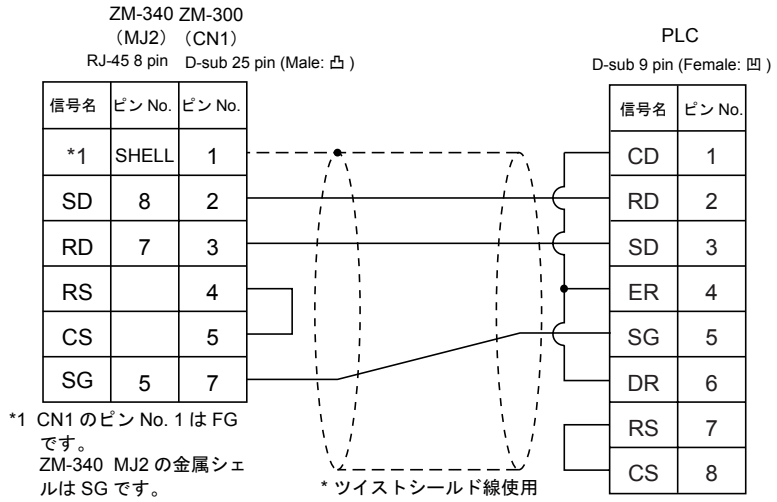 ZM-340 ZM-300
（MJ2）（CN1）
RJ-45 8 pin D-sub 25 pin (Male: 凸 )
信号名 ピン No. ピン No.
*1 SHELL 1
SD 8 2
RD 7 3
RS 4
CS 5
SG 5 7
*1 CN1 のピン No. 1 は FG
です。
ZM-340 MJ2 の金属シェ
ルは SG です。
* ツイストシールド線使用
PLC
D-sub 9 pin (Female: 凹 )
信号名 ピン No.
CD 1
RD 2
SD 3
ER 4
SG 5
DR 6
RS 7
CS 8